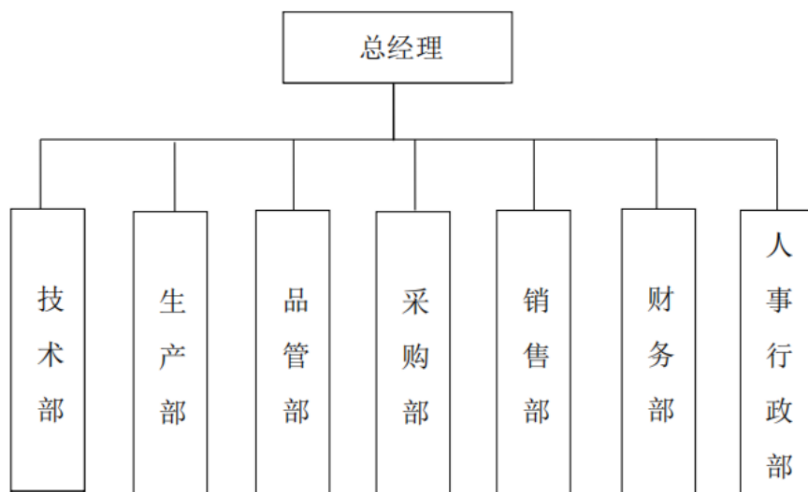 总经理
技术部
生产部
品管部
采购部
销售部
财务部
人事行政部